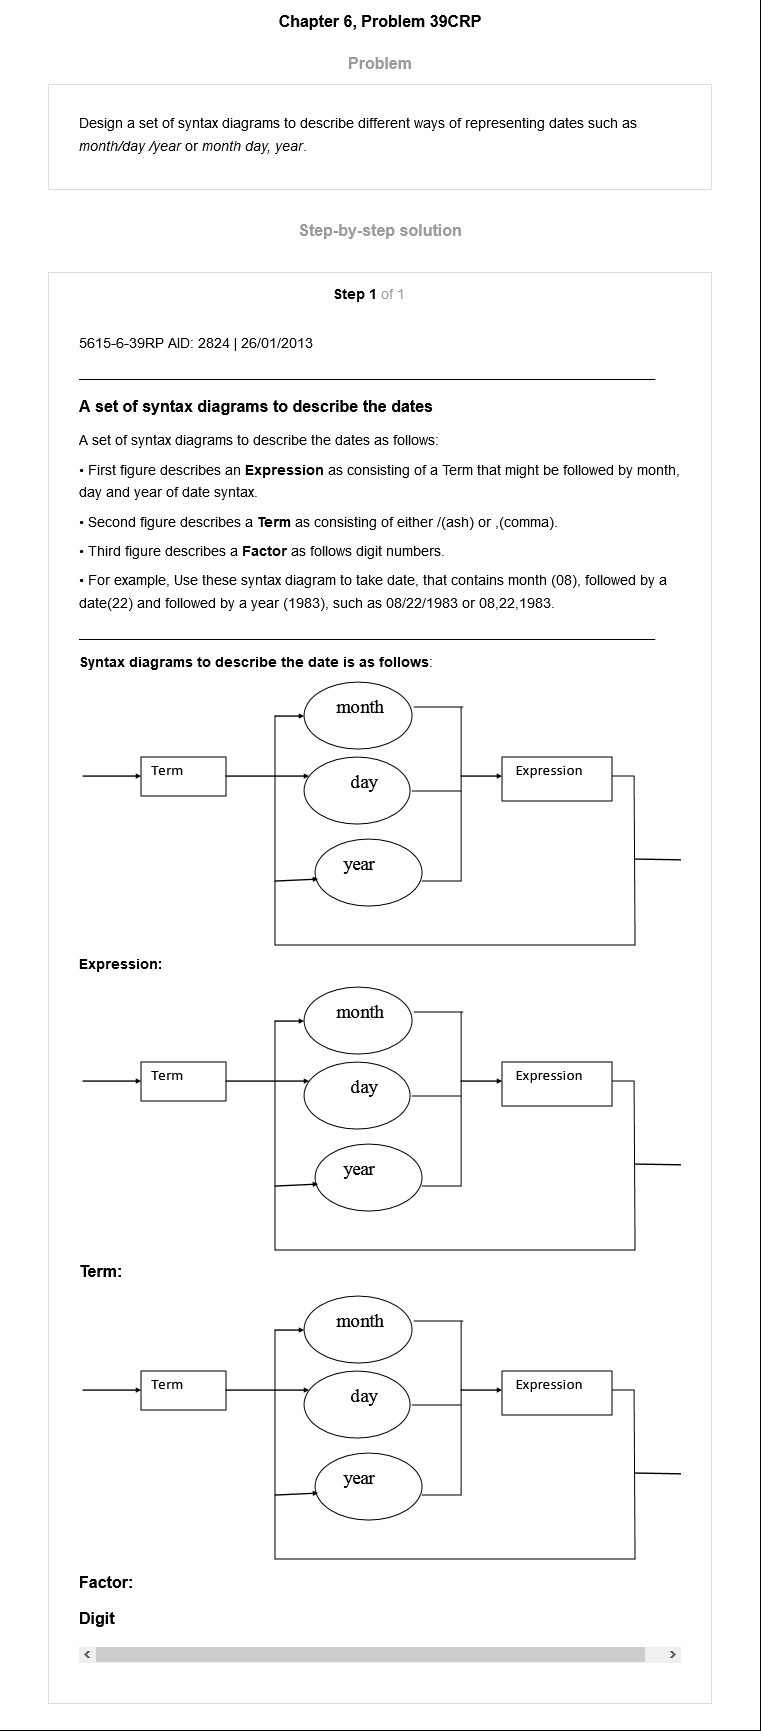 Chapter 6, Problem 39CRP
Problem
Design a set of syntax diagrams to describe different ways of representing dates such as
month/day /year or month day, year.
Step-by-step solution
Step 1 of 1
5615-6-39RP AID: 2824 | 26/01/2013
A set of syntax diagrams to describe the dates
A set of syntax diagrams to describe the dates as follows:
• First figure describes an Expression as consisting of a Term that might be followed by month,
day and year of date syntax.
• Second figure describes a Term as consisting of either /(ash) or ,(comma).
• Third figure describes a Factor as follows digit numbers.
• For example, Use these syntax diagram to take date, that contains month (08), followed by a
date(22) and followed by a year (1983), such as 08/22/1983 or 08,22,1983.
Syntax diagrams to describe the date is as follows:
month
Term
Expression
day
year
Expression:
month
Term
Expression
day
year
Term:
month
Term
Expression
day
year
Factor:
Digit